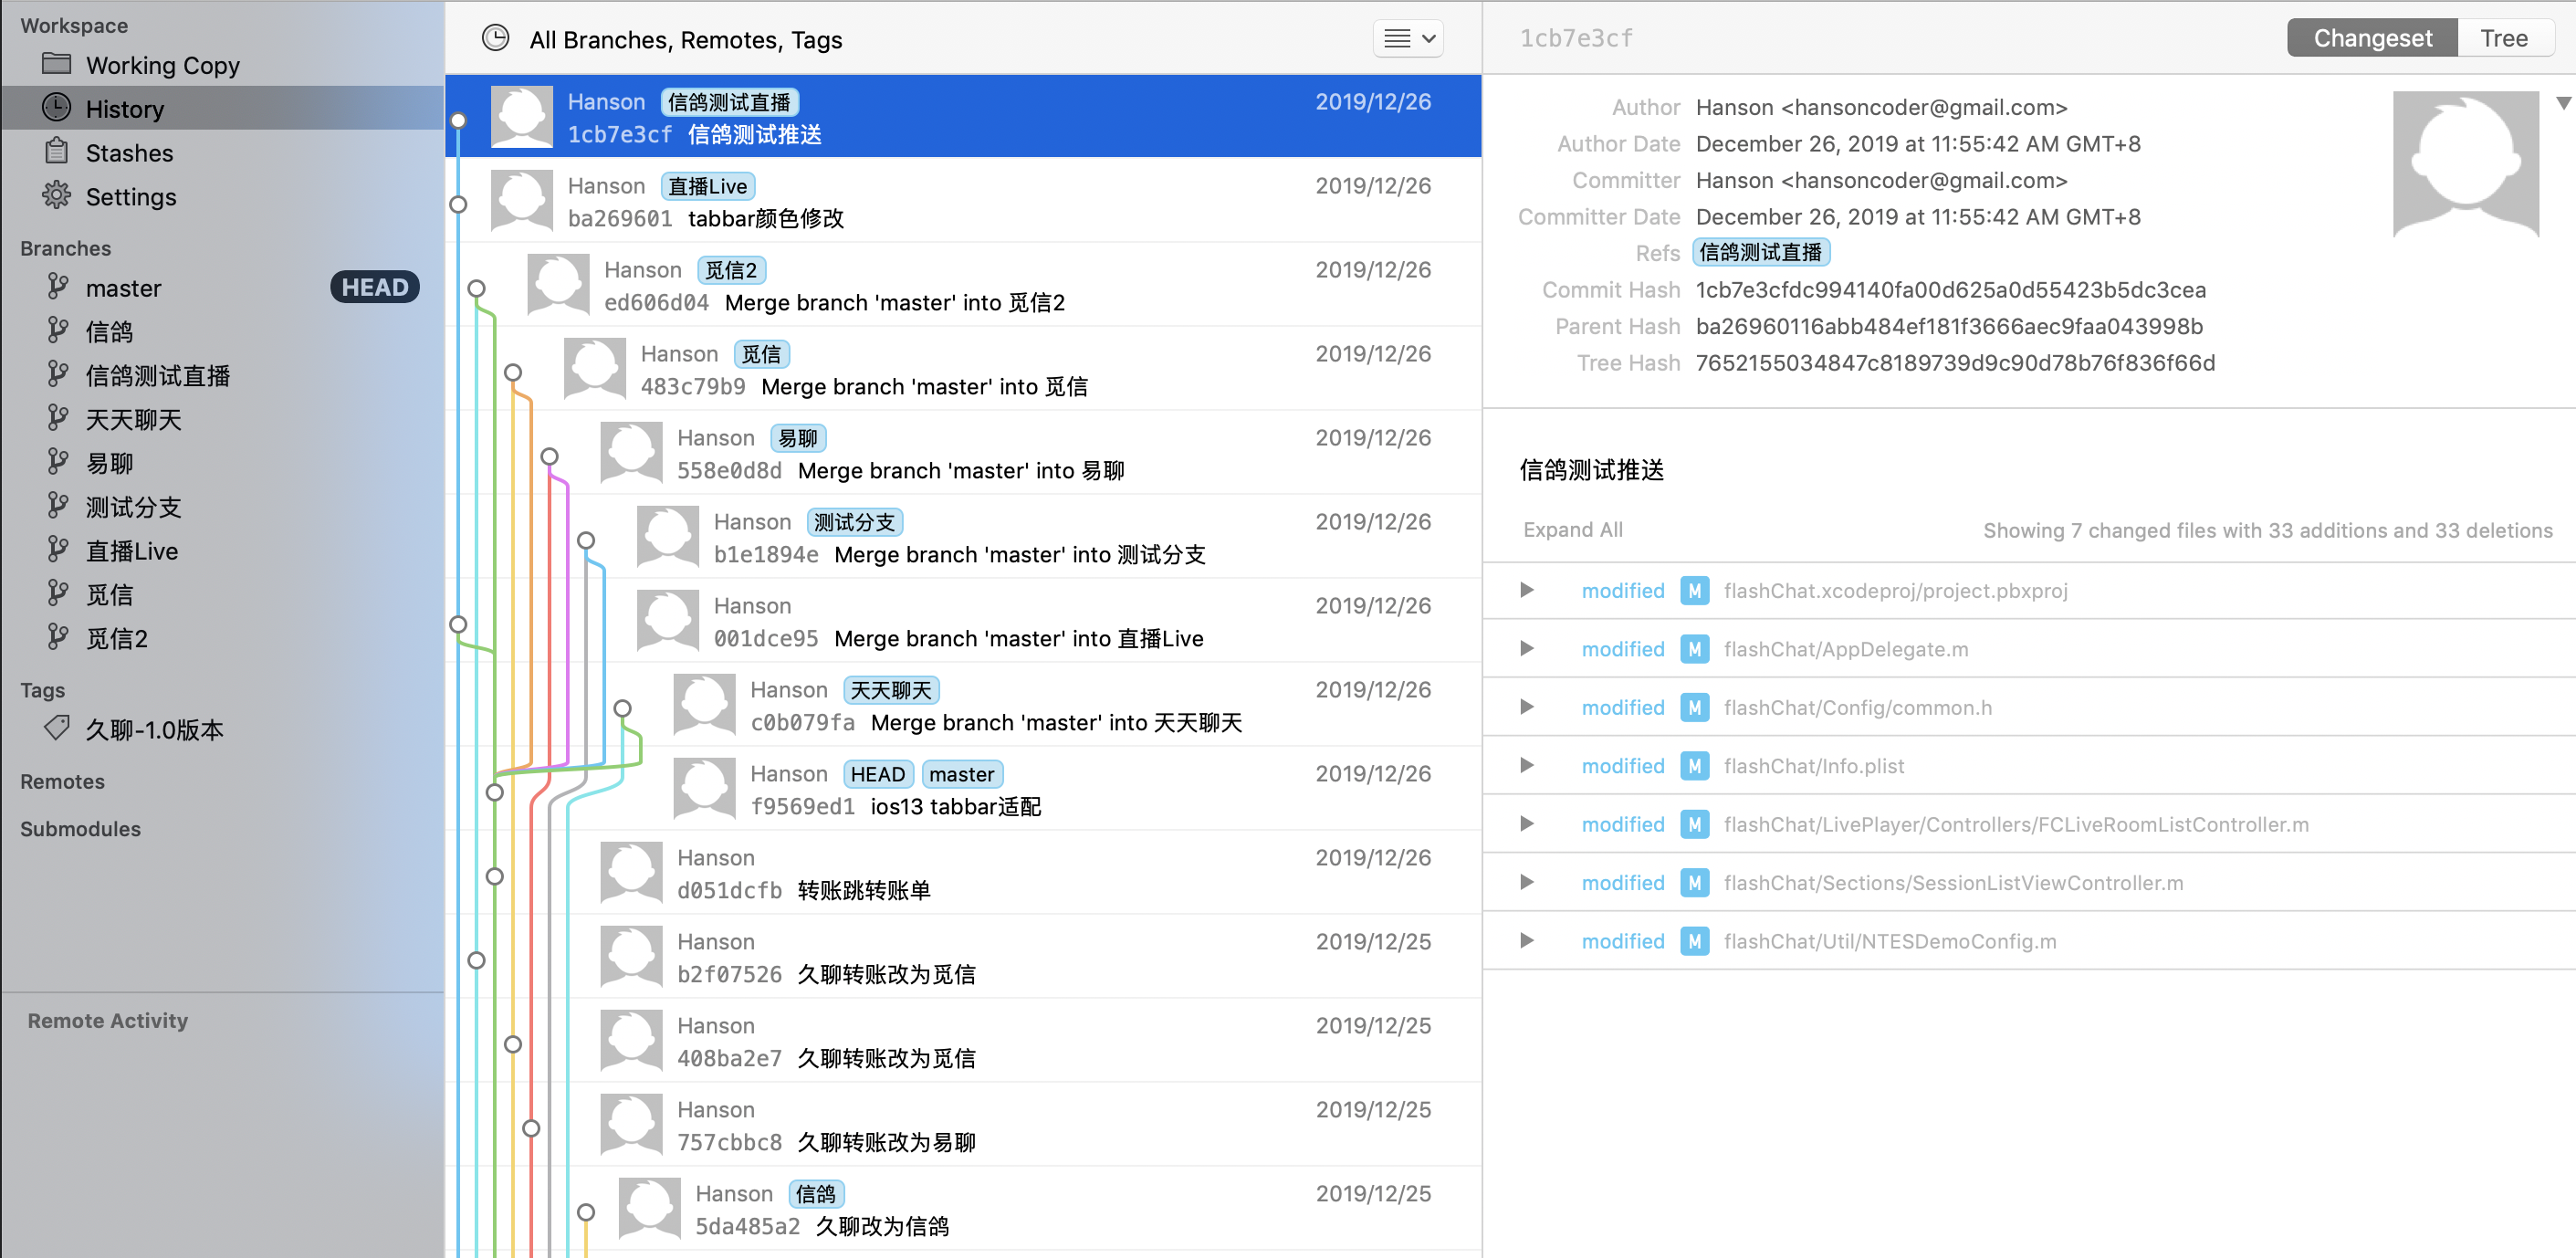 Workspace
Working Copy
History
Stashes
Settings
Branches
master HEAD
信鸽
信鸽测试直播
天天聊天
易聊
测试分支
直播Live
觅信
觅信2
Tags
久聊-1.0版本
Remotes
Submodules
Remote Activity
All Branches, Remotes, Tags
Hanson 信鸽测试直播 2019/12/26
1cb7e3cf 信鸽测试推送
Hanson 直播Live 2019/12/26
ba269601 tabbar颜色修改
Hanson 觅信2 2019/12/26
ed606d04 Merge branch 'master' into 觅信2
Hanson 觅信 2019/12/26
483c79b9 Merge branch 'master' into 觅信
Hanson 易聊 2019/12/26
558e0d8d Merge branch 'master' into 易聊
Hanson 测试分支 2019/12/26
b1e1894e Merge branch 'master' into 测试分支
Hanson 2019/12/26
001dce95 Merge branch 'master' into 直播Live
Hanson 天天聊天 2019/12/26
c0b079fa Merge branch 'master' into 天天聊天
Hanson HEAD master 2019/12/26
f9569ed1 ios13 tabbar适配
Hanson 2019/12/26
d051dcfb 转账跳转账单
Hanson 2019/12/25
b2f07526 久聊转账改为觅信
Hanson 2019/12/25
408ba2e7 久聊转账改为觅信
Hanson 2019/12/25
757cbbc8 久聊转账改为易聊
Hanson 信鸽 2019/12/25
5da485a2 久聊改为信鸽
1cb7e3cf Changeset Tree
Author Hanson <hansoncoder@gmail.com>
Author Date December 26, 2019 at 11:55:42 AM GMT+8
Committer Hanson <hansoncoder@gmail.com>
Committer Date December 26, 2019 at 11:55:42 AM GMT+8
Refs 信鸽测试直播
Commit Hash 1cb7e3cfdc994140fa00d625a0d55423b5dc3cea
Parent Hash ba26960116abb484ef181f3666aec9faa043998b
Tree Hash 7652155034847c8189739d9c90d78b76f836f66d
信鸽测试推送
Expand All Showing 7 changed files with 33 additions and 33 deletions
modified M flashChat.xcodeproj/project.pbxproj
modified M flashChat/AppDelegate.m
modified M flashChat/Config/common.h
modified M flashChat/Info.plist
modified M flashChat/LivePlayer/Controllers/FCLiveRoomListController.m
modified M flashChat/Sections/SessionListViewController.m
modified M flashChat/Util/NTESDemoConfig.m